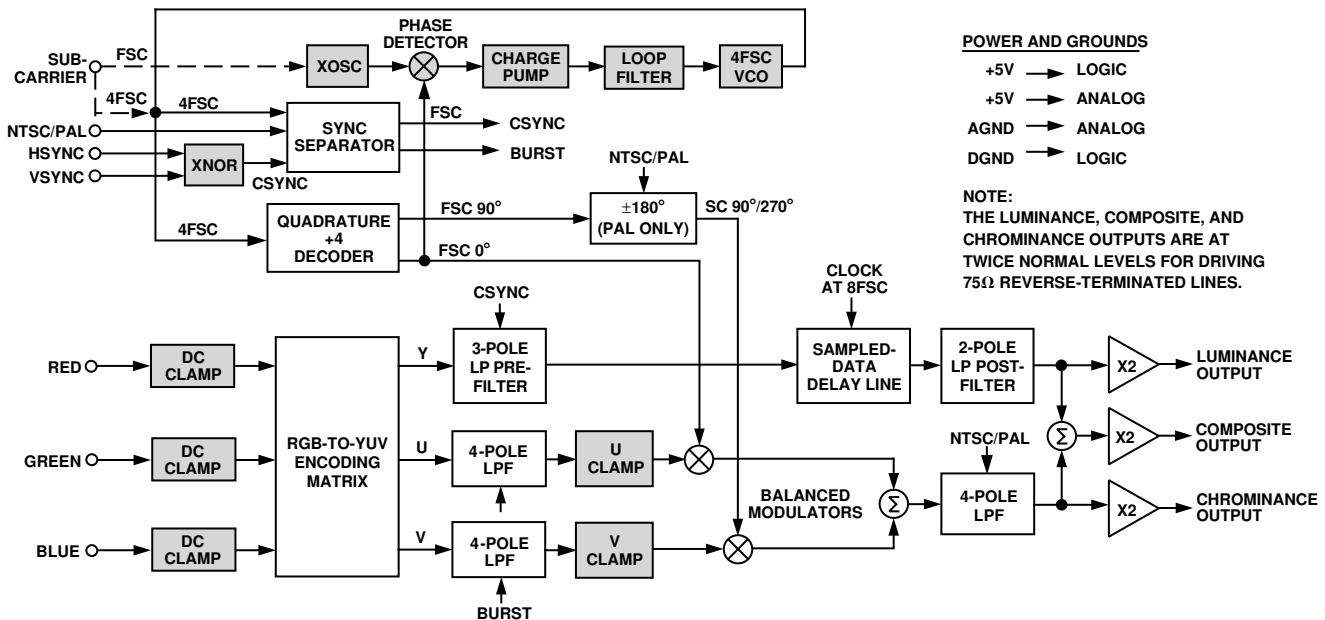 SUB-
CARRIER
FSC
XOSC
PHASE
DETECTOR
CHARGE
PUMP
LOOP
FILTER
4FSC
VCO
4FSC
4FSC
NTSC/PAL
HSYNC
VSYNC
XNOR
CSYNC
SYNC
SEPARATOR
FSC
CSYNC
BURST
4FSC
QUADRATURE
+4
DECODER
FSC 90°
FSC 0°
NTSC/PAL
±180°
(PAL ONLY)
SC 90°/270°
POWER AND GROUNDS
+5V LOGIC
+5V ANALOG
AGND ANALOG
DGND LOGIC
NOTE:
THE LUMINANCE, COMPOSITE, AND
CHROMINANCE OUTPUTS ARE AT
TWICE NORMAL LEVELS FOR DRIVING
75Ω REVERSE-TERMINATED LINES.
RED
DC
CLAMP
GREEN
DC
CLAMP
BLUE
DC
CLAMP
RGB-TO-YUV
ENCODING
MATRIX
CSYNC
Y
3-POLE
LP PRE-
FILTER
U
4-POLE
LPF
U
CLAMP
V
4-POLE
LPF
V
CLAMP
BURST
CLOCK
AT 8FSC
SAMPLED-
DATA
DELAY LINE
2-POLE
LP POST-
FILTER
BALANCED
MODULATORS
Σ
NTSC/PAL
4-POLE
LPF
Σ
X2
LUMINANCE
OUTPUT
X2
COMPOSITE
OUTPUT
X2
CHROMINANCE
OUTPUT